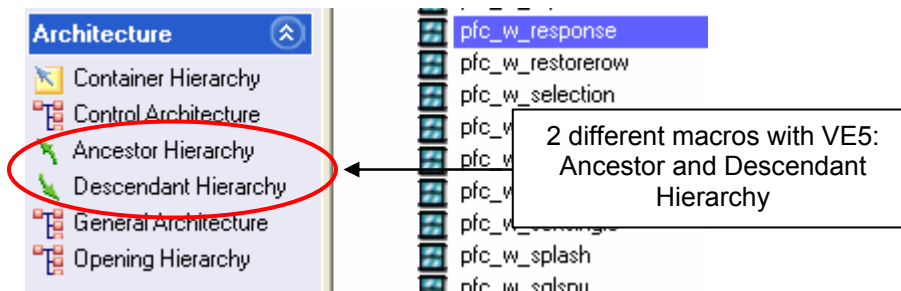 Architecture
Container Hierarchy
Control Architecture
Ancestor Hierarchy
Descendant Hierarchy
General Architecture
Opening Hierarchy
pfc_w_response
pfc_w_restorerow
pfc_w_selection
pfc_w_splash
2 different macros with VE5:
Ancestor and Descendant
Hierarchy